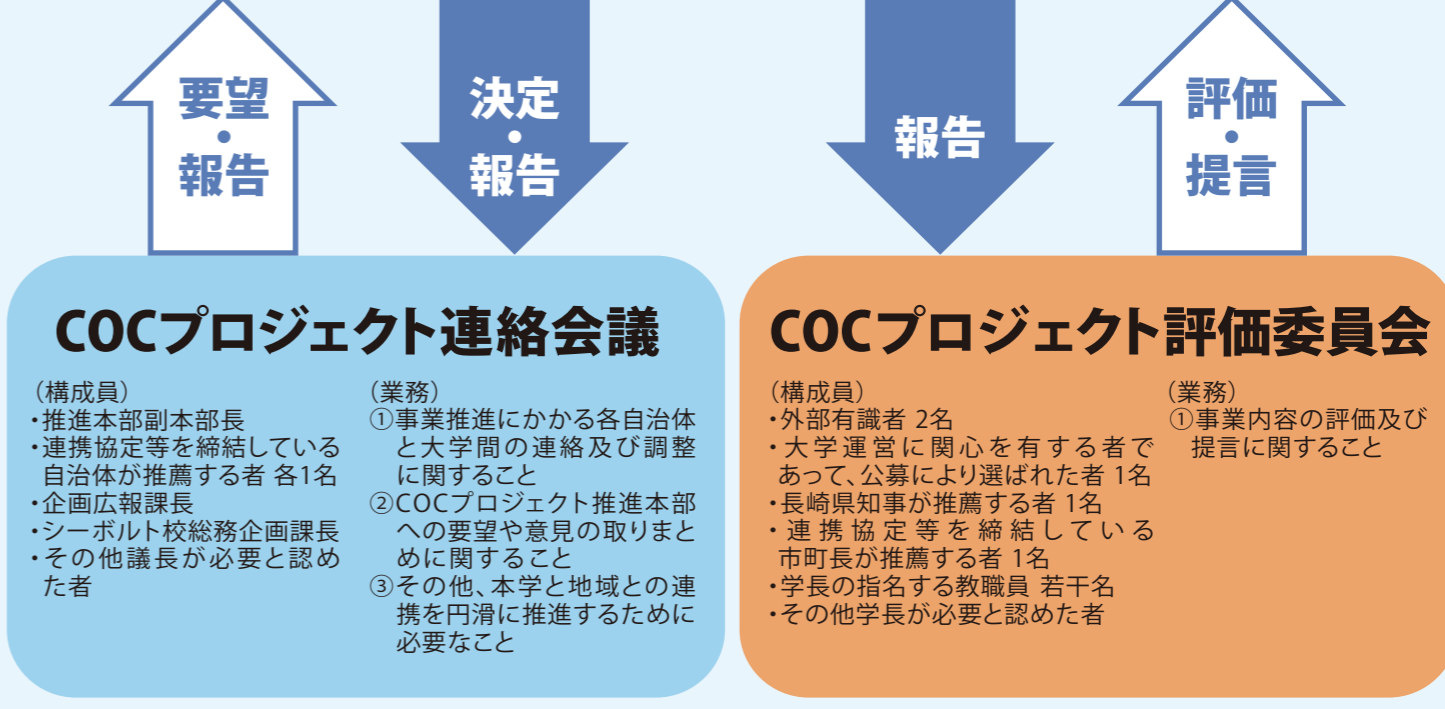 要望
・
報告
決定
・
報告
報告
評価
・
提言
COCプロジェクト連絡会議
（構成員）
・推進本部副本部長
・連携協定等を締結している
自治体が推薦する者 各1名
・企画広報課長
・シーボルト校総務企画課長
・その他議長が必要と認め
た者
（業務）
①事業推進にかかる各自治体
と大学間の連絡及び調整
に関すること
②COCプロジェクト推進本部
への要望や意見の取りまと
めに関すること
③その他、本学と地域との連
携を円滑に推進するために
必要なこと
COCプロジェクト評価委員会
（構成員）
・外部有識者 2名
・大学運営に関心を有する者で
あって、公募により選ばれた者 1名
・長崎県知事が推薦する者 1名
・連携協定等を締結している
市町長が推薦する者 1名
・学長の指名する教職員 若干名
・その他学長が必要と認めた者
（業務）
①事業内容の評価及び
提言に関すること